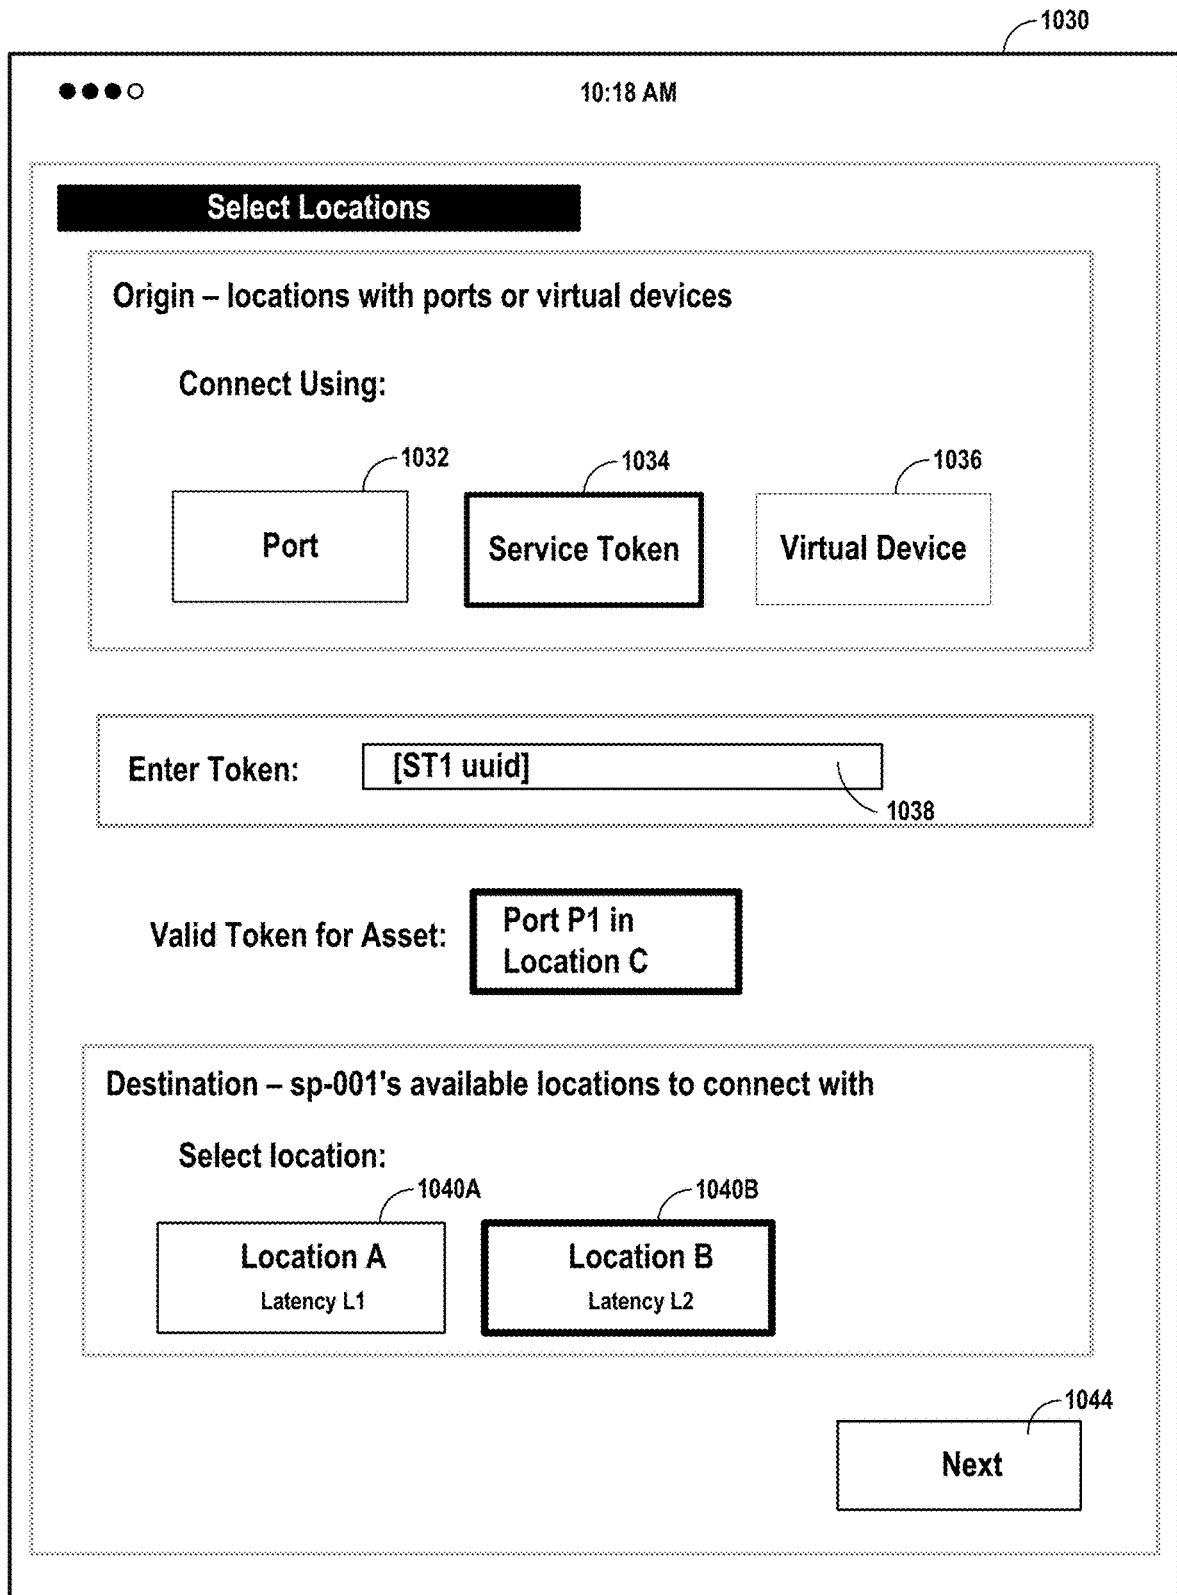 1030
10:18 AM
Select Locations
Origin – locations with ports or virtual devices
Connect Using:
1032
1034
1036
Port
Service Token
Virtual Device
Enter Token:
[ST1 uuid]
1038
Valid Token for Asset:
Port P1 in
Location C
Destination – sp-001's available locations to connect with
Select location:
1040A
1040B
Location A
Latency L1
Location B
Latency L2
1044
Next